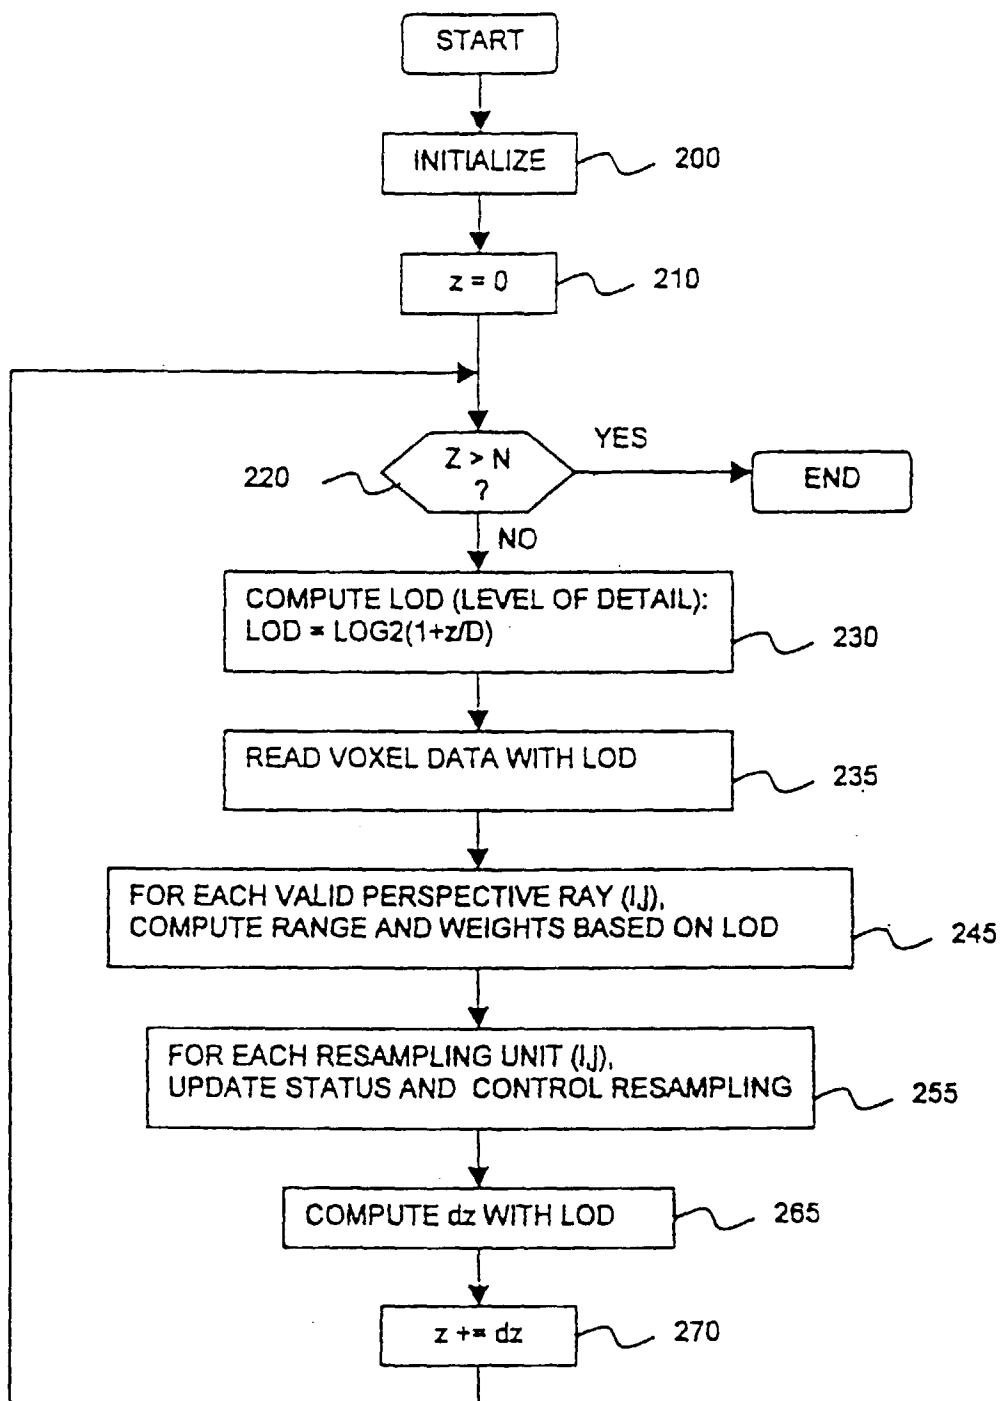 START
INITIALIZE
200
z = 0
210
Z > N
?
220
YES
END
NO
COMPUTE LOD (LEVEL OF DETAIL):
LOD = LOG2(1+z/D)
230
READ VOXEL DATA WITH LOD
235
FOR EACH VALID PERSPECTIVE RAY (I,J),
COMPUTE RANGE AND WEIGHTS BASED ON LOD
245
FOR EACH RESAMPLING UNIT (I,J),
UPDATE STATUS AND CONTROL RESAMPLING
255
COMPUTE dz WITH LOD
265
z += dz
270